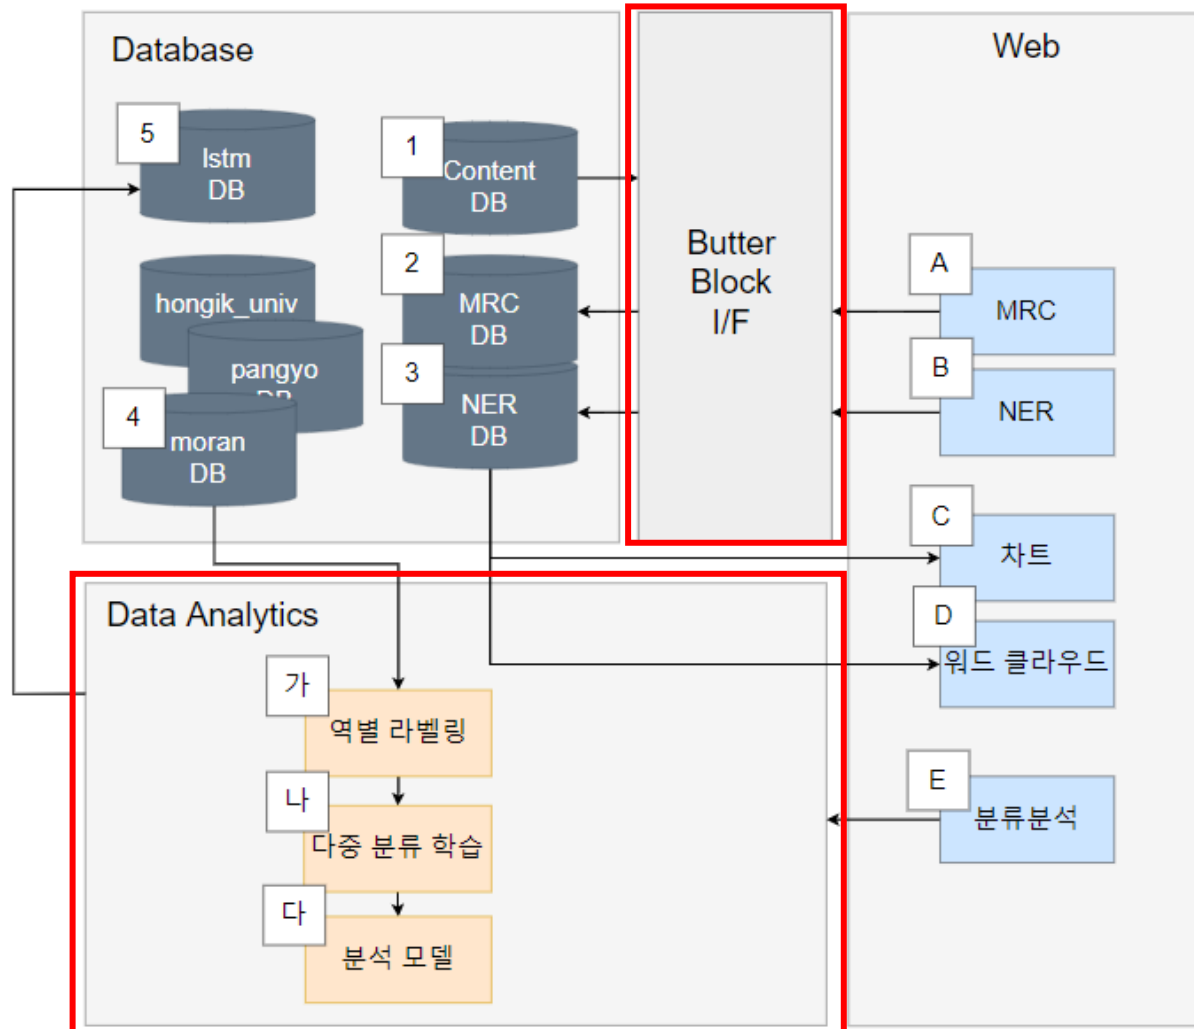 Database
Web
5
lstm
DB
1
Content
DB
Butter
Block
I/F
2
MRC
DB
hongik_univ
pangyo
DB
3
NER
DB
4
moran
DB
A
MRC
B
NER
C
차트
D
워드 클라우드
E
분류분석
Data Analytics
가
역별 라벨링
나
다중 분류 학습
다
분석 모델